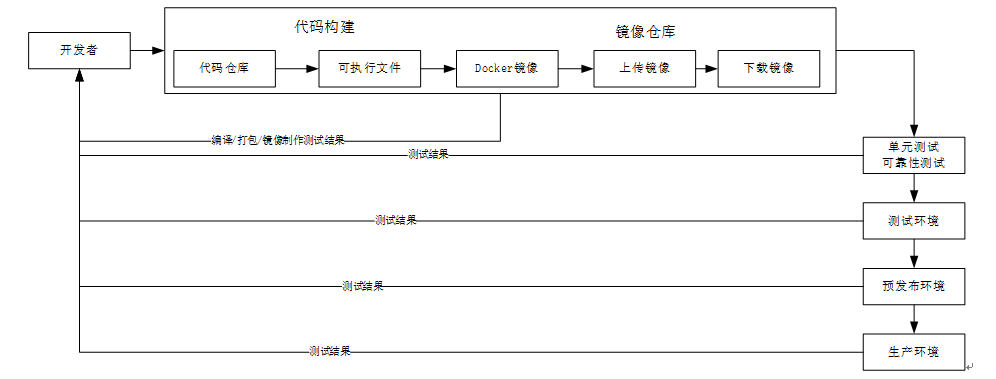 代码构建
镜像仓库
开发者
代码仓库
可执行文件
Docker镜像
上传镜像
下载镜像
编译/打包/镜像制作测试结果
测试结果
单元测试
可靠性测试
测试结果
测试环境
测试结果
预发布环境
测试结果
生产环境